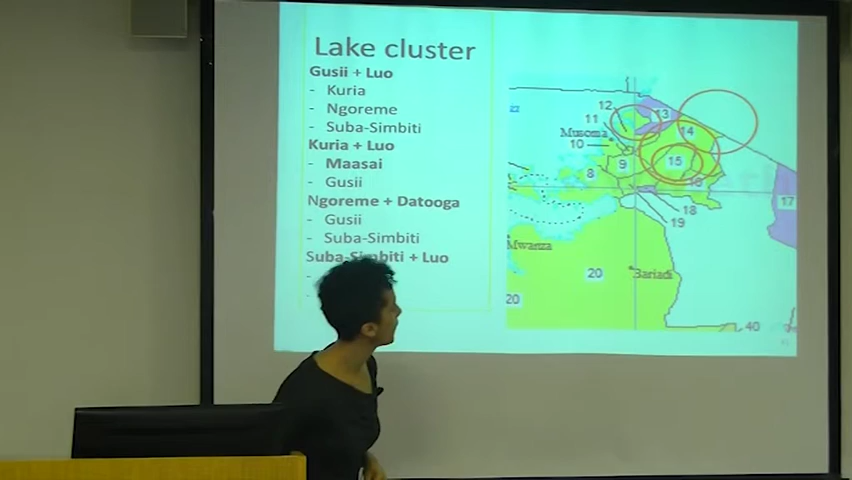 Lake cluster
Gusii + Luo
- Kuria
- Ngoreme
- Suba-Simbiti
Kuria + Luo
- Maasai
- Gusii
Ngoreme + Datooga
- Gusii
- Suba-Simbiti
Suba-Simbiti + Luo
-
-
22
12
13
11
14
Musoma
10
9
15
8
16
17
18
19
Mwanza
20
Bariadi
20
40